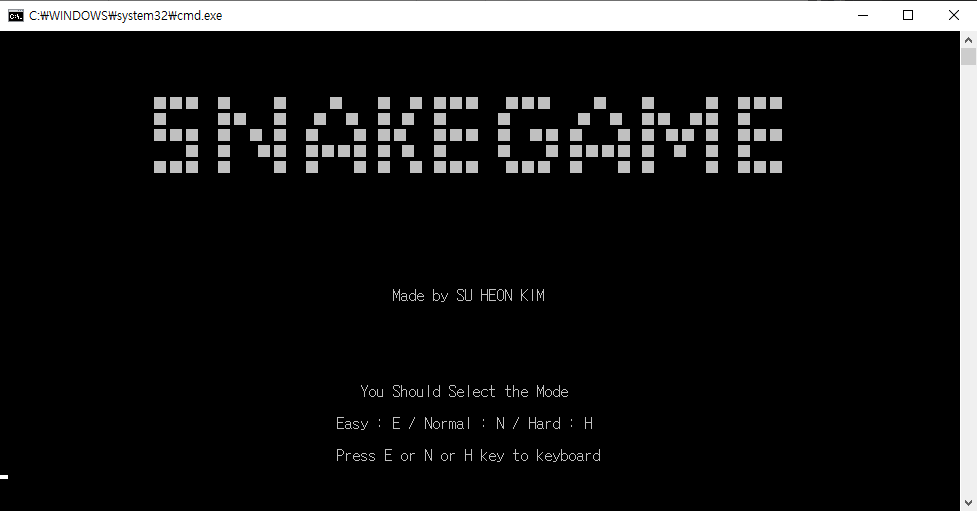 C:₩WINDOWS₩system32₩cmd.exe
SNAKEGAME
Made by SU HEON KIM
You Should Select the Mode
Easy : E / Normal : N / Hard : H
Press E or N or H key to keyboard